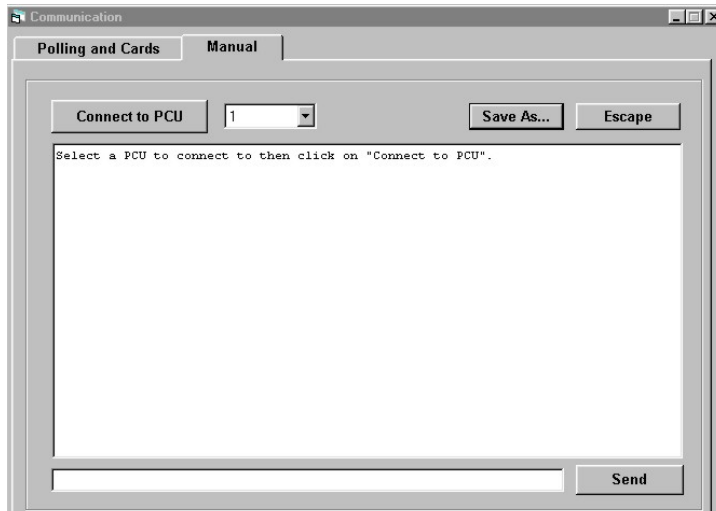 Communication
Polling and Cards Manual
Connect to PCU 1 Save As... Escape
Select a PCU to connect to then click on "Connect to PCU".
Send